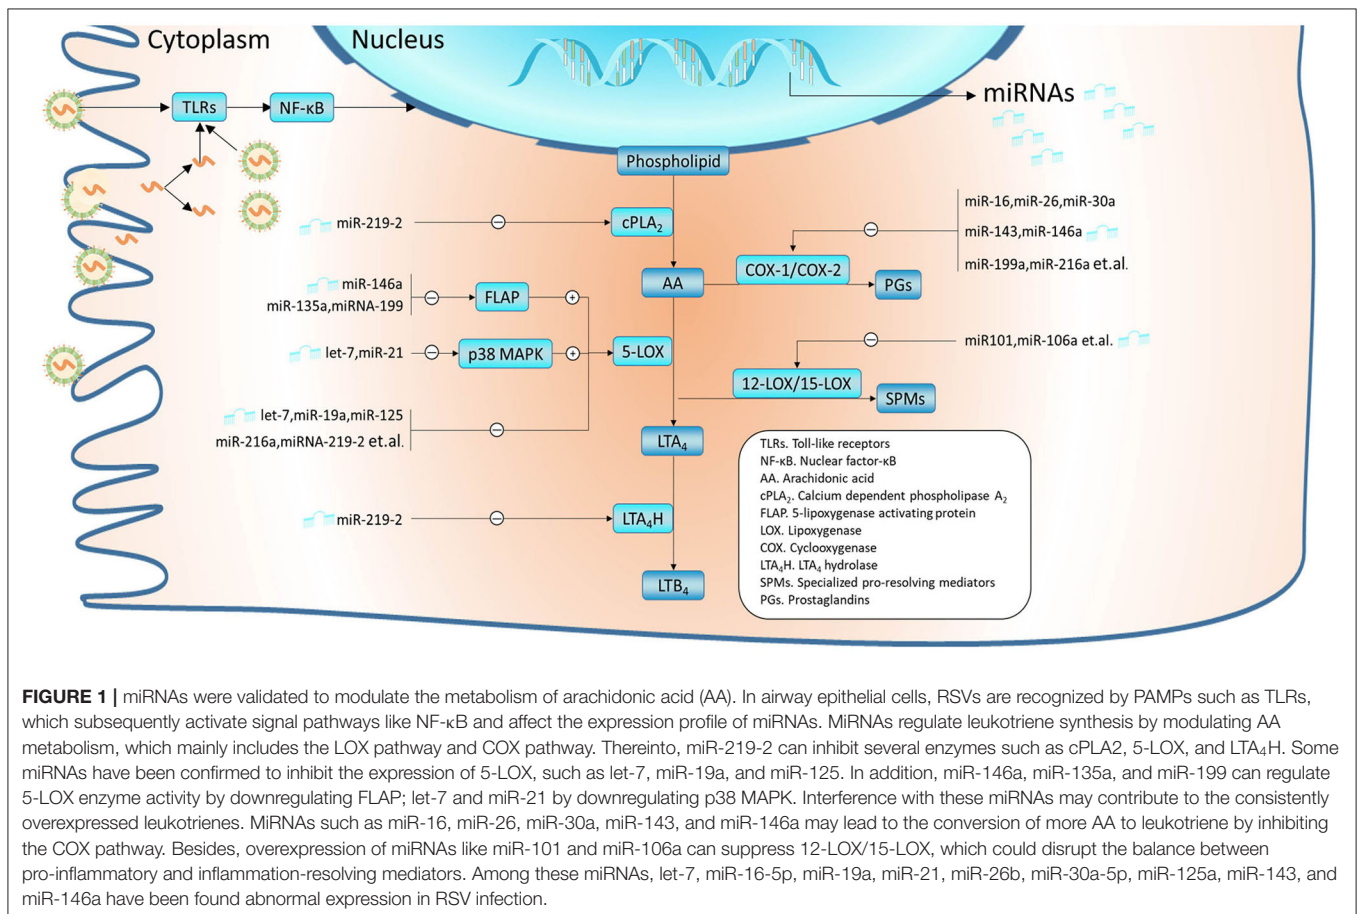 Cytoplasm
Nucleus
miRNAs
TLRs
NF-κB
Phospholipid
miR-219-2
cPLA₂
miR-16,miR-26,miR-30a
miR-143,miR-146a
miR-199a,miR-216a et.al.
COX-1/COX-2
AA
PGs
miR-146a
miR-135a,miRNA-199
FLAP
let-7,miR-21
p38 MAPK
5-LOX
miR101,miR-106a et.al.
12-LOX/15-LOX
SPMs
let-7,miR-19a,miR-125
miR-216a,miRNA-219-2 et.al.
LTA₄
miR-219-2
LTA₄H
LTB₄
TLRs. Toll-like receptors
NF-κB. Nuclear factor-κB
AA. Arachidonic acid
cPLA₂. Calcium dependent phospholipase A₂
FLAP. 5-lipoxygenase activating protein
LOX. Lipoxygenase
COX. Cyclooxygenase
LTA₄H. LTA₄ hydrolase
SPMs. Specialized pro-resolving mediators
PGs. Prostaglandins
FIGURE 1 | miRNAs were validated to modulate the metabolism of arachidonic acid (AA). In airway epithelial cells, RSVs are recognized by PAMPs such as TLRs,
which subsequently activate signal pathways like NF-κB and affect the expression profile of miRNAs. MiRNAs regulate leukotriene synthesis by modulating AA
metabolism, which mainly includes the LOX pathway and COX pathway. Thereinto, miR-219-2 can inhibit several enzymes such as cPLA2, 5-LOX, and LTA₄H. Some
miRNAs have been confirmed to inhibit the expression of 5-LOX, such as let-7, miR-19a, and miR-125. In addition, miR-146a, miR-135a, and miR-199 can regulate
5-LOX enzyme activity by downregulating FLAP; let-7 and miR-21 by downregulating p38 MAPK. Interference with these miRNAs may contribute to the consistently
overexpressed leukotrienes. MiRNAs such as miR-16, miR-26, miR-30a, miR-143, and miR-146a may lead to the conversion of more AA to leukotriene by inhibiting
the COX pathway. Besides, overexpression of miRNAs like miR-101 and miR-106a can suppress 12-LOX/15-LOX, which could disrupt the balance between
pro-inflammatory and inflammation-resolving mediators. Among these miRNAs, let-7, miR-16-5p, miR-19a, miR-21, miR-26b, miR-30a-5p, miR-125a, miR-143, and
miR-146a have been found abnormal expression in RSV infection.